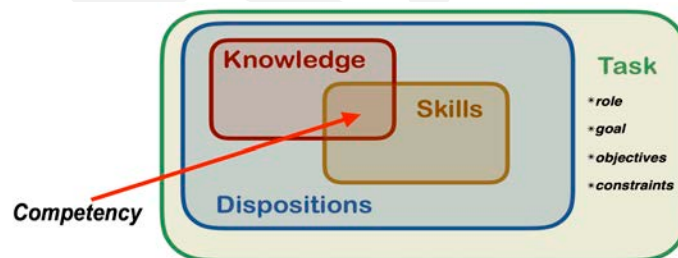 Knowledge
Task
Skills
*role
*goal
*objectives
*constraints
Competency
Dispositions